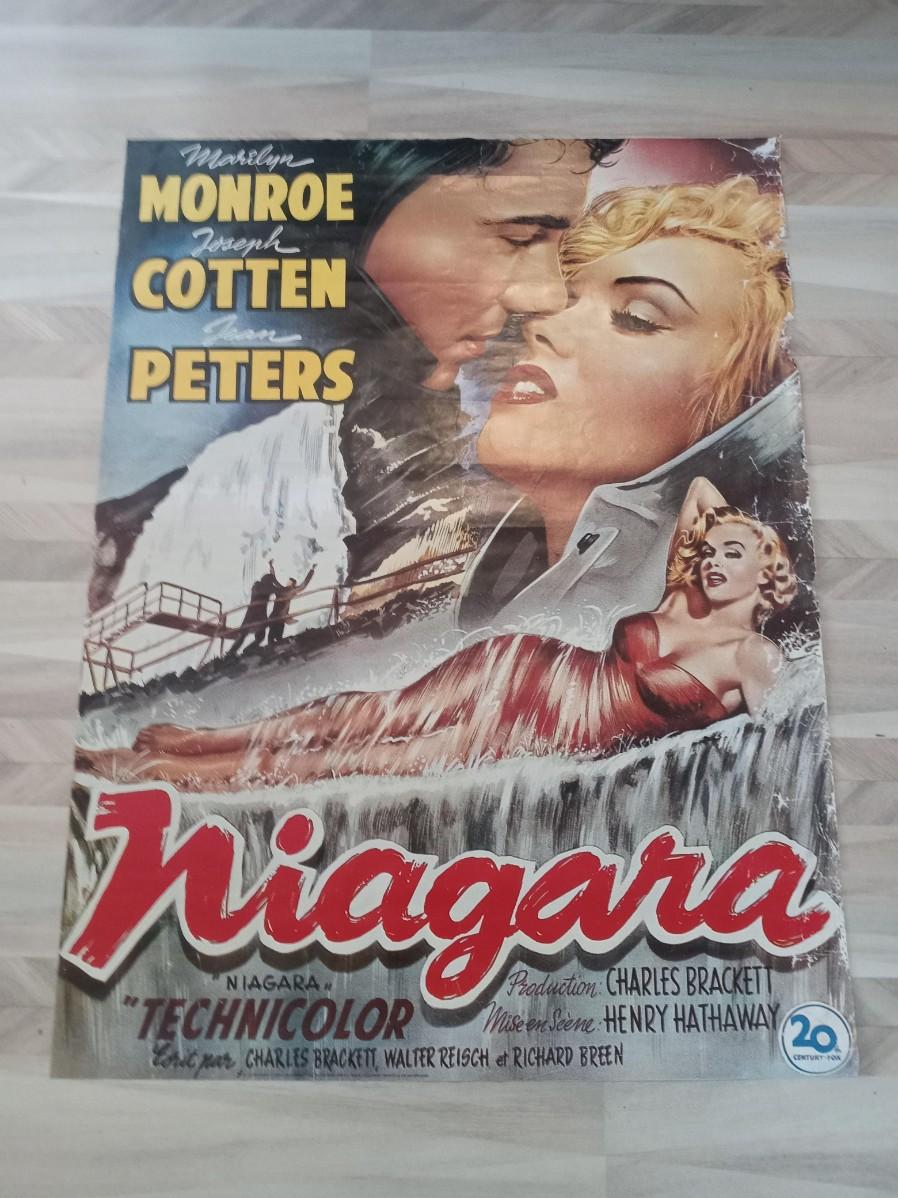 Marilyn
MONROE
Joseph
COTTEN
Jean
PETERS
Niagara
"NIAGARA"
"TECHNICOLOR
Production: CHARLES BRACKETT
Mise en Scène: HENRY HATHAWAY
Ecrit par CHARLES BRACKETT, WALTER REISCH et RICHARD BREEN
20th
CENTURY-FOX